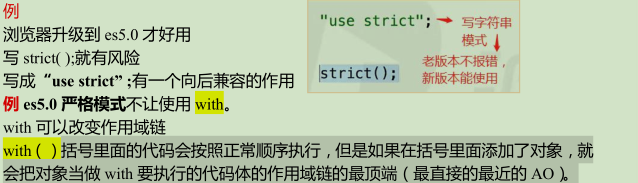 例
浏览器升级到 es5.0 才好用
写 strict( );就有风险
写成“use strict” ;有一个向后兼容的作用
"use strict"; 写字符串
模式
老版本不报错，
新版本能使用
strict();
例 es5.0 严格模式不让使用 with。
with 可以改变作用域链
with（ ）括号里面的代码会按照正常顺序执行，但是如果在括号里面添加了对象，就
会把对象当做 with 要执行的代码体的作用域链的最顶端（最直接的最近的 AO）。